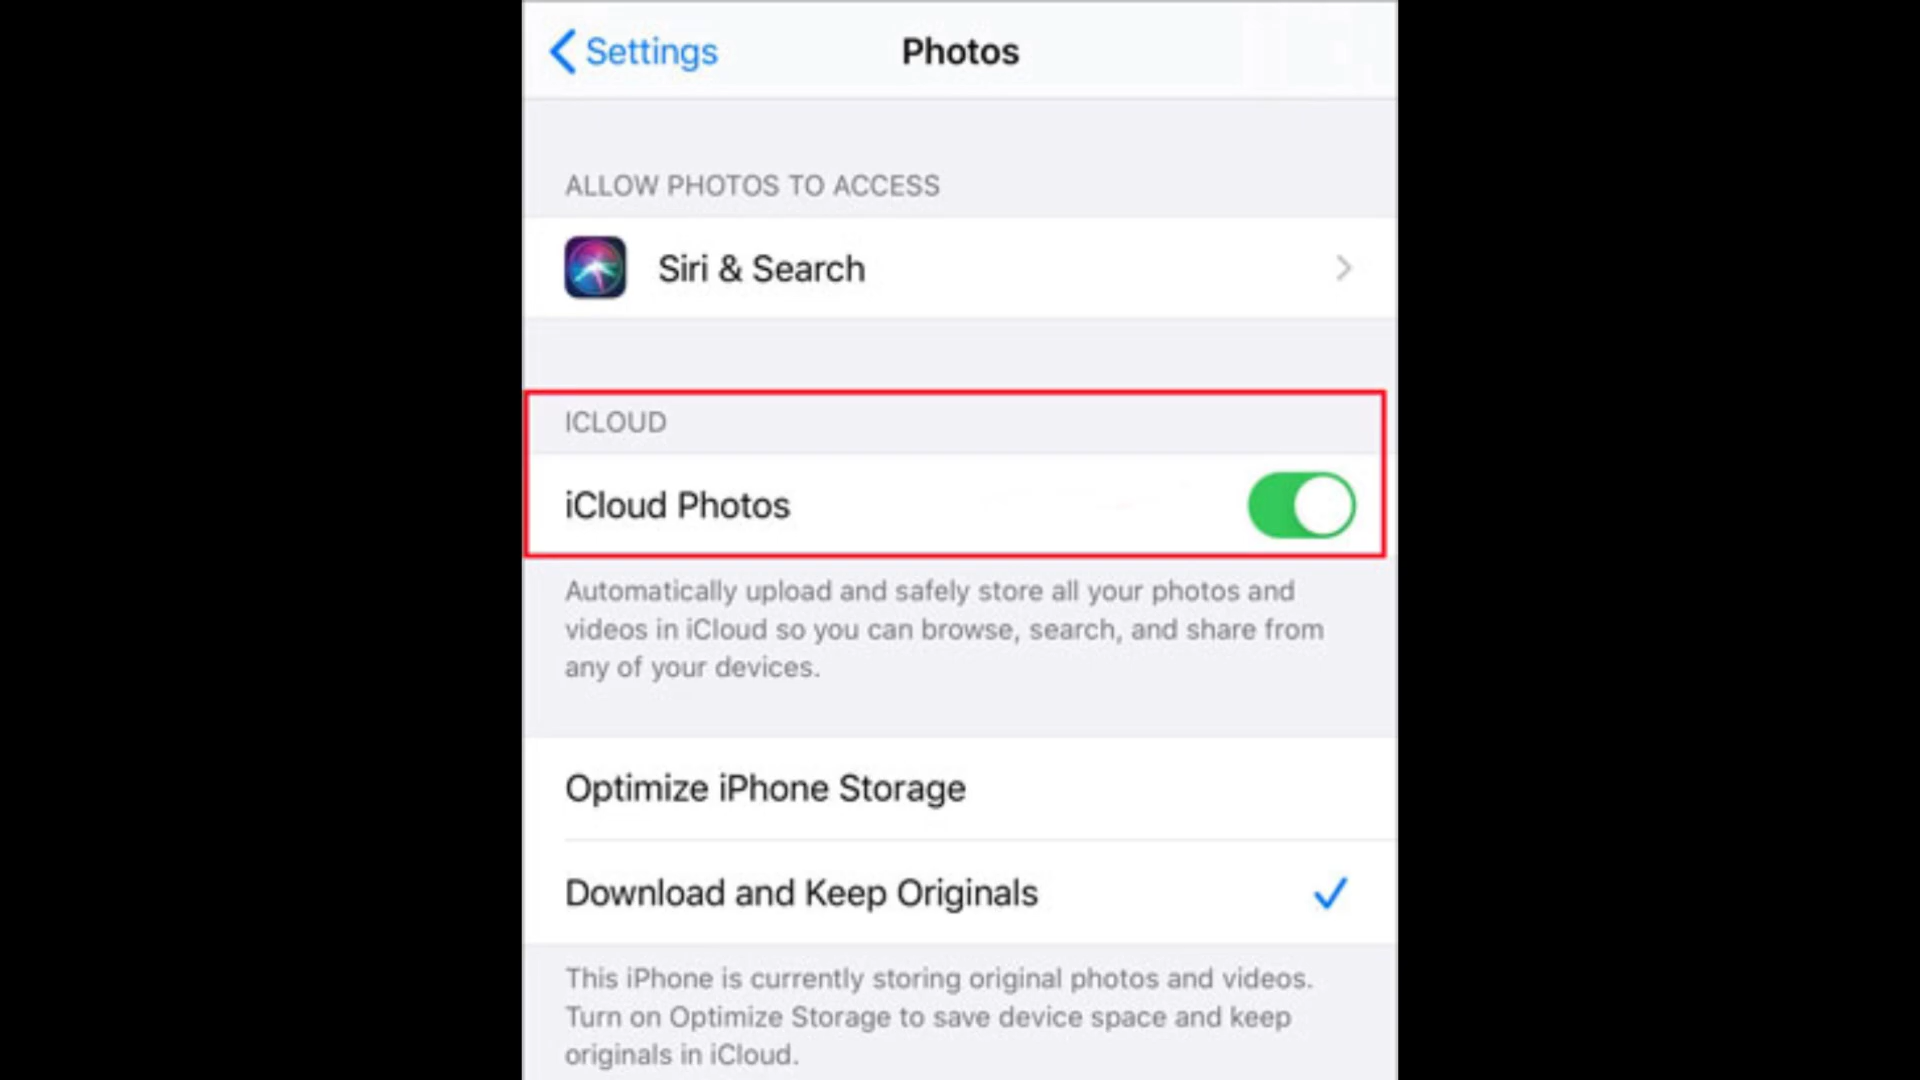 Settings
Photos
ALLOW PHOTOS TO ACCESS
Siri & Search
ICLOUD
iCloud Photos
Automatically upload and safely store all your photos and
videos in iCloud so you can browse, search, and share from
any of your devices.
Optimize iPhone Storage
Download and Keep Originals
This iPhone is currently storing original photos and videos.
Turn on Optimize Storage to save device space and keep
originals in iCloud.